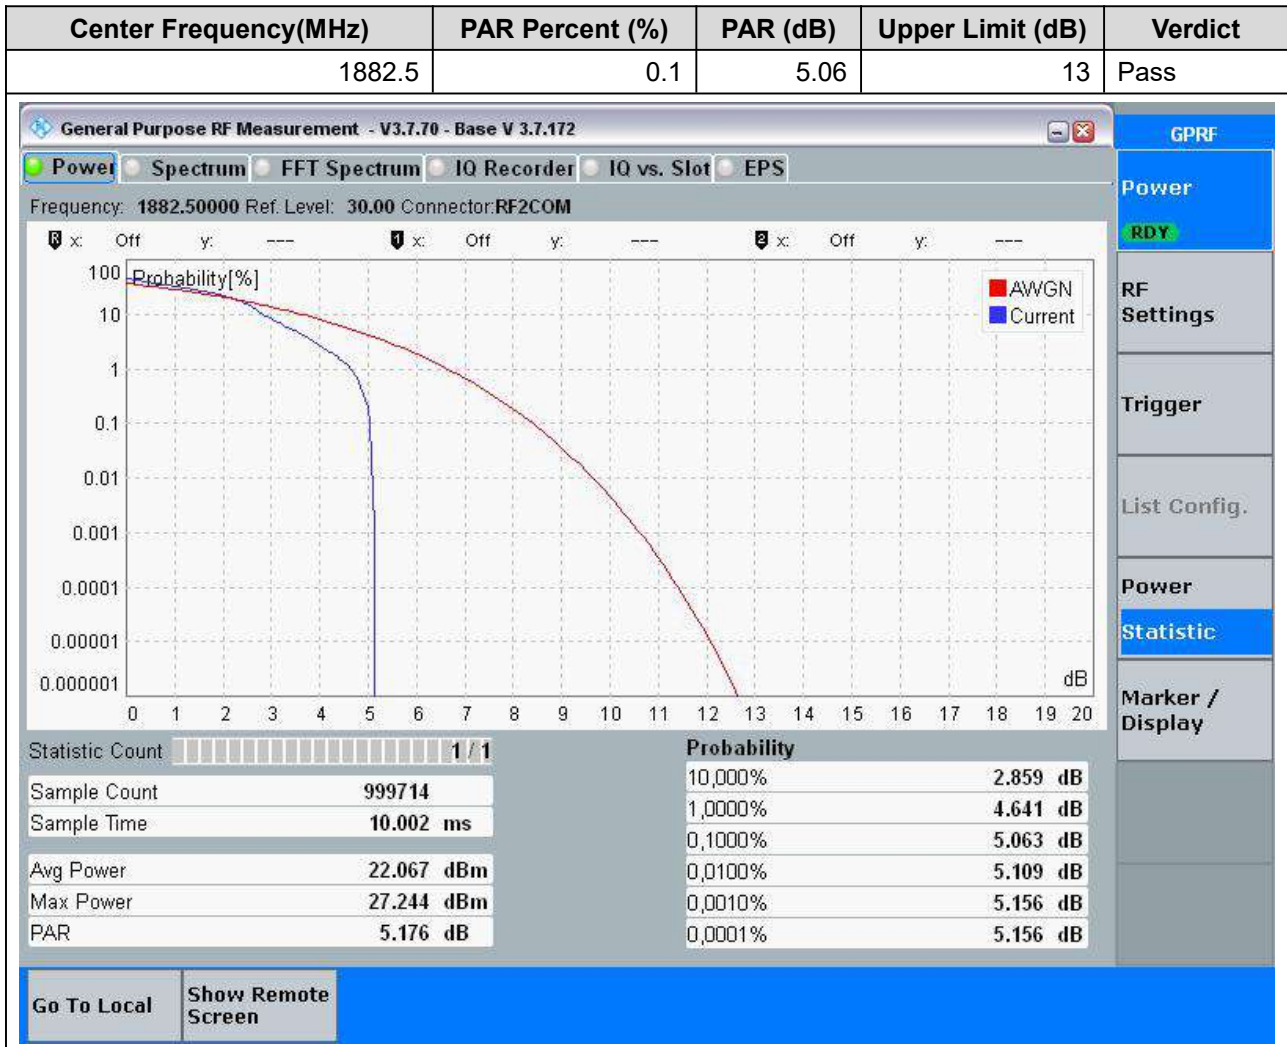 Center Frequency(MHz) PAR Percent (%) PAR (dB) Upper Limit (dB) Verdict
1882.5 0.1 5.06 13 Pass
General Purpose RF Measurement - V3.7.70 - Base V 3.7.172
GPRF
Power Spectrum FFT Spectrum IQ Recorder IQ vs. Slot EPS
Power
RDY
Frequency: 1882.50000 Ref. Level: 30.00 Connector:RF2COM
R x: Off y: --- 1 x: Off y: --- 2 x: Off y: ---
Probability[%]
AWGN
Current
100
10
1
0.1
0.01
0.001
0.0001
0.00001
0.000001
dB
0 1 2 3 4 5 6 7 8 9 10 11 12 13 14 15 16 17 18 19 20
RF
Settings
Trigger
List Config.
Power
Statistic
Marker /
Display
Statistic Count 1 / 1
Sample Count 999714
Sample Time 10.002 ms
Avg Power 22.067 dBm
Max Power 27.244 dBm
PAR 5.176 dB
Probability
10,000% 2.859 dB
1,0000% 4.641 dB
0,1000% 5.063 dB
0,0100% 5.109 dB
0,0010% 5.156 dB
0,0001% 5.156 dB
Go To Local
Show Remote
Screen